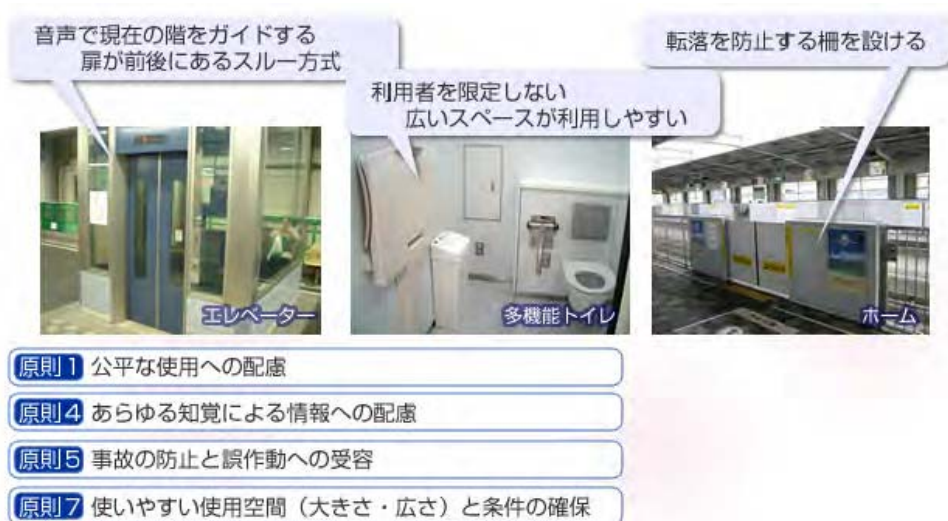 音声で現在の階をガイドする
扉が前後にあるスルー方式
利用者を限定しない
広いスペースが利用しやすい
転落を防止する柵を設ける
エレベーター
多機能トイレ
ホーム
原則1 公平な使用への配慮
原則4 あらゆる知覚による情報への配慮
原則5 事故の防止と誤作動への受容
原則7 使いやすい使用空間（大きさ・広さ）と条件の確保